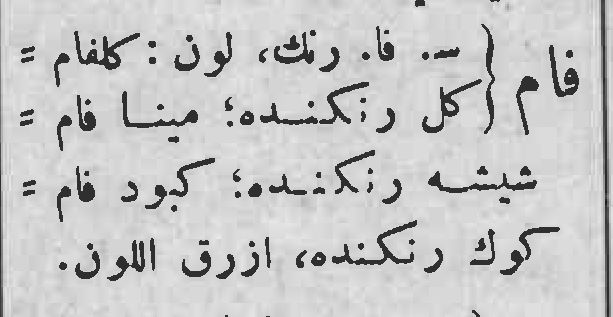 فام { س. فا. رنك، لون : كلفام =
كل رنكنده؛ مينا فام =
شيشه رنكنده؛ كبود فام =
كوك رنكنده، ازرق اللون.